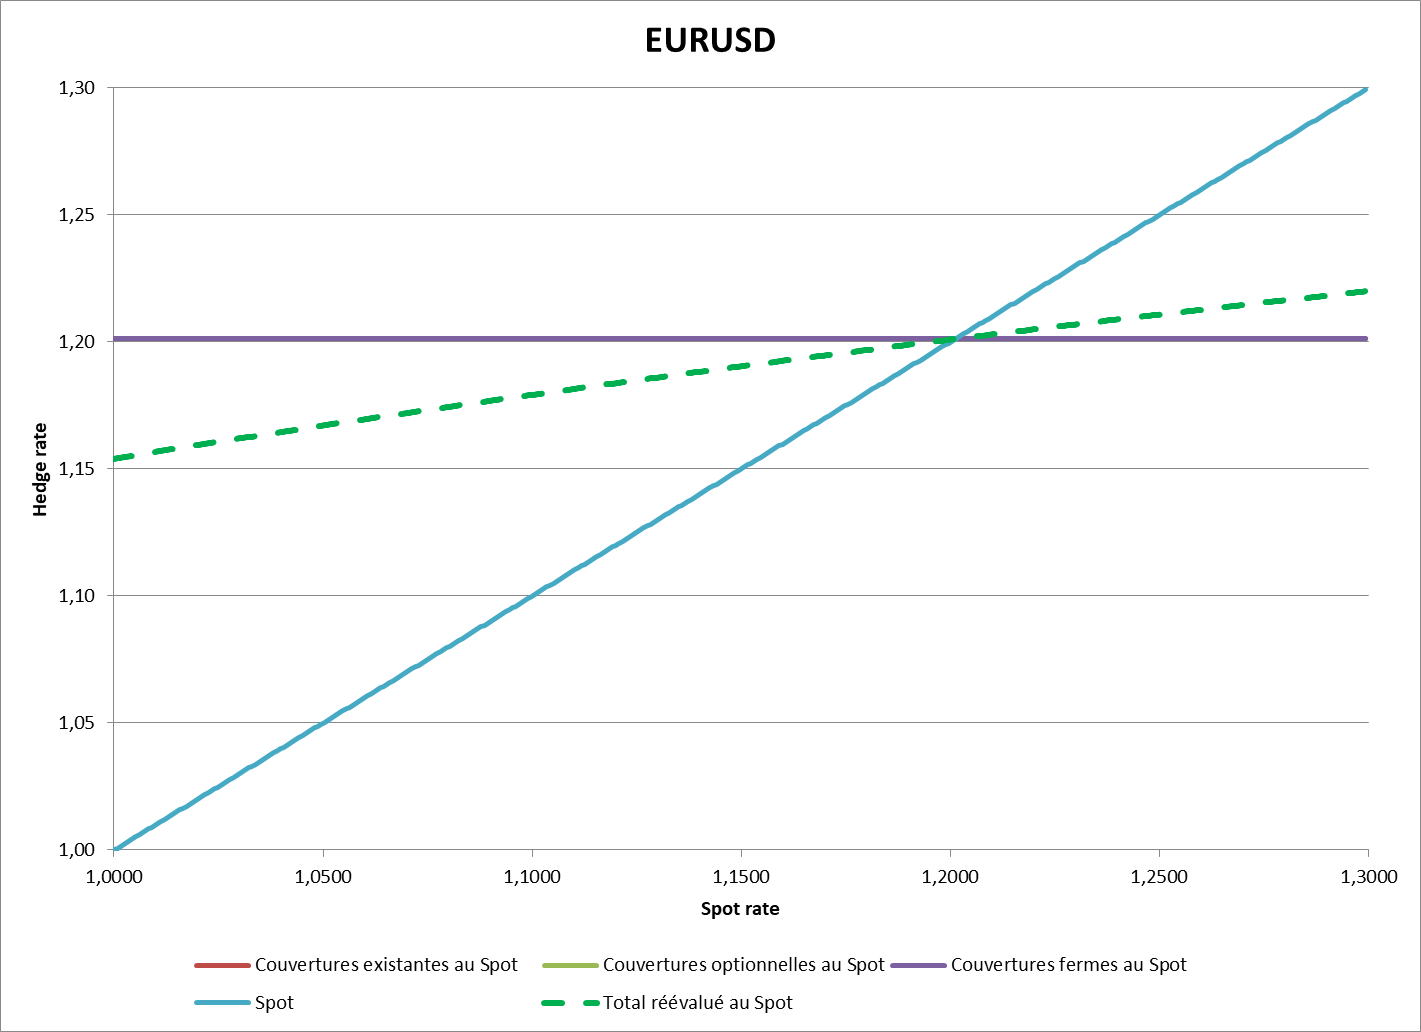 EURUSD
1,30
1,25
1,20
1,15
1,10
1,05
1,00
Hedge rate
1,0000 1,0500 1,1000 1,1500 1,2000 1,2500 1,3000
Spot rate
Couvertures existantes au Spot Couvertures optionnelles au Spot Couvertures fermes au Spot
Spot Total réévalué au Spot